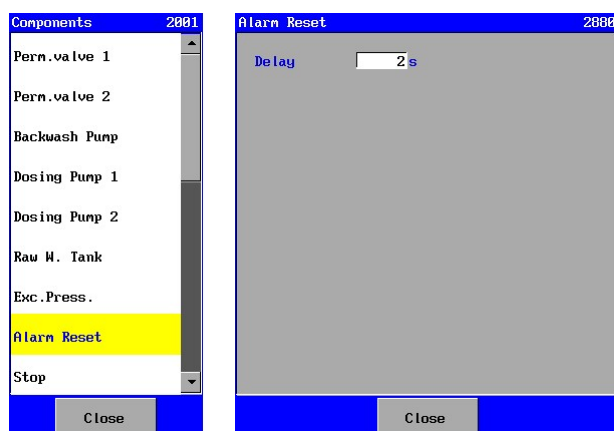 Components 2001
Perm.valve 1
Perm.valve 2
Backwash Pump
Dosing Pump 1
Dosing Pump 2
Raw W. Tank
Exc.Press.
Alarm Reset
Stop
Close
Alarm Reset 2880
Delay 2 s
Close